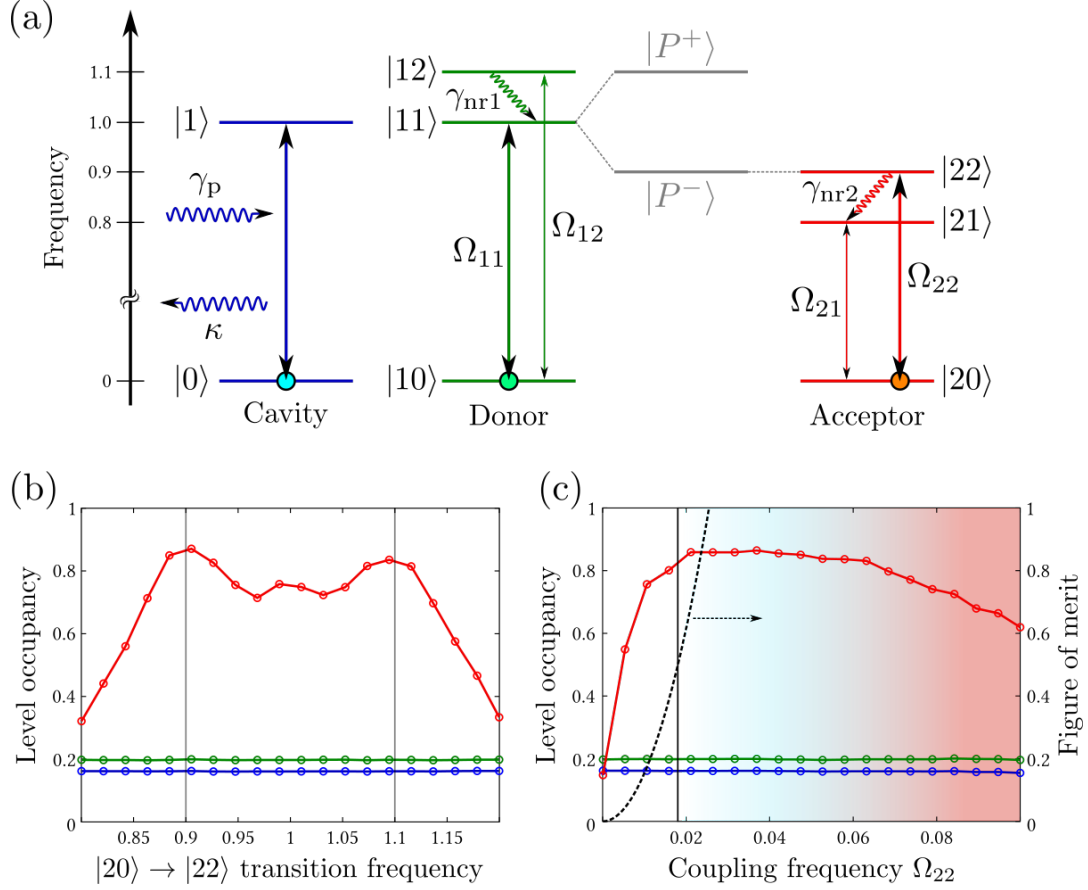 (a)
Frequency
1.1
1.0
0.9
0.8
0
|1⟩
|0⟩
γp
κ
Cavity
|12⟩
|11⟩
|10⟩
γnr1
Ω11
Ω12
Donor
|P+⟩
|P−⟩
|22⟩
|21⟩
|20⟩
γnr2
Ω21
Ω22
Acceptor
(b)
Level occupancy
1
0.8
0.6
0.4
0.2
0
0.85 0.9 0.95 1 1.05 1.1 1.15
|20⟩ → |22⟩ transition frequency
(c)
Level occupancy
1
0.8
0.6
0.4
0.2
0
0.02 0.04 0.06 0.08
Coupling frequency Ω22
1
0.8
0.6
0.4
0.2
0
Figure of merit